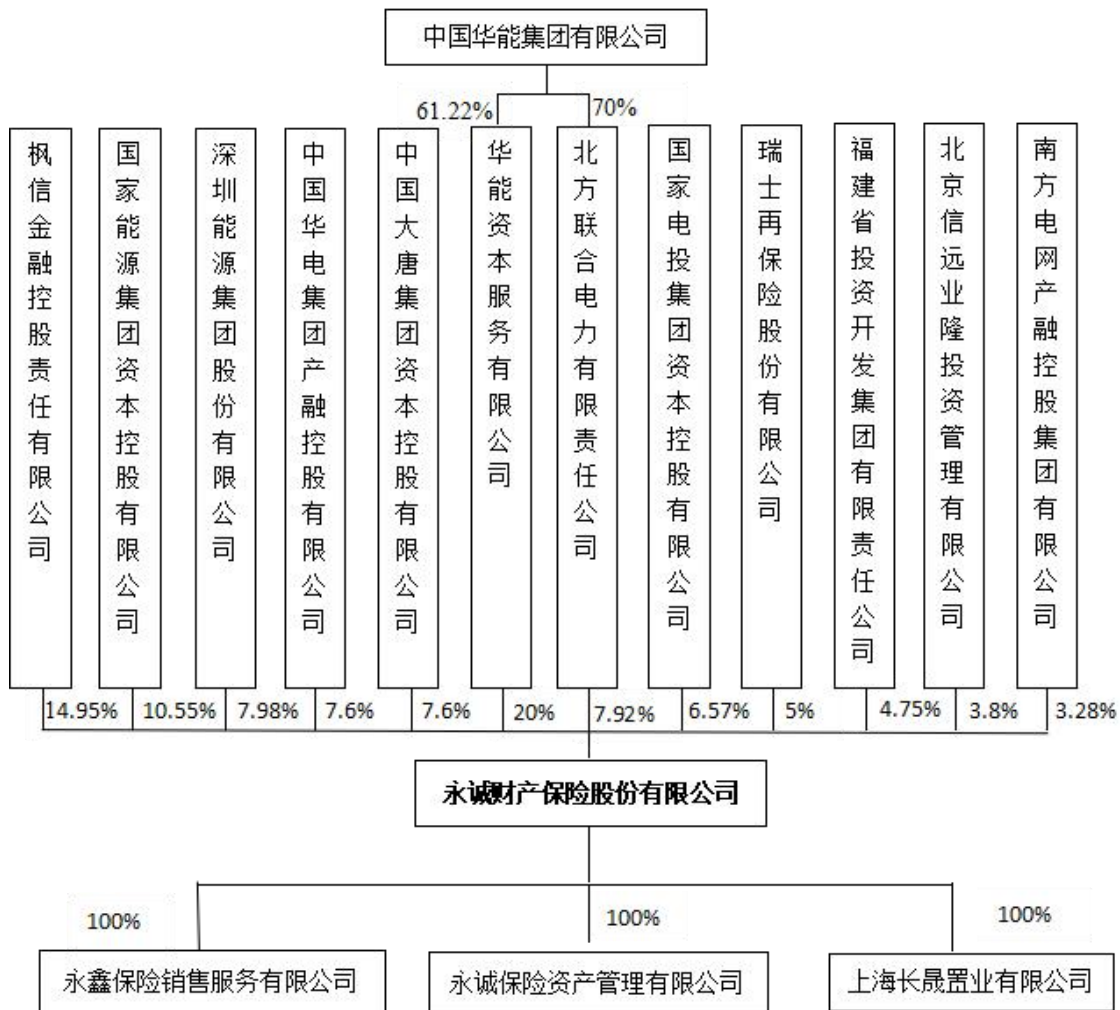 中国华能集团有限公司
61.22%
70%
枫信金融控股责任有限公司
国家能源集团资本控股有限公司
深圳能源集团股份有限公司
中国华电集团产融控股有限公司
中国大唐集团资本控股有限公司
华能资本服务有限公司
北方联合电力有限责任公司
国家电投集团资本控股有限公司
瑞士再保险股份有限公司
福建省投资开发集团有限责任公司
北京信远业隆投资管理有限公司
南方电网产融控股集团有限公司
14.95%
10.55%
7.98%
7.6%
7.6%
20%
7.92%
6.57%
5%
4.75%
3.8%
3.28%
永诚财产保险股份有限公司
100%
100%
100%
永鑫保险销售服务有限公司
永诚保险资产管理有限公司
上海长晟置业有限公司